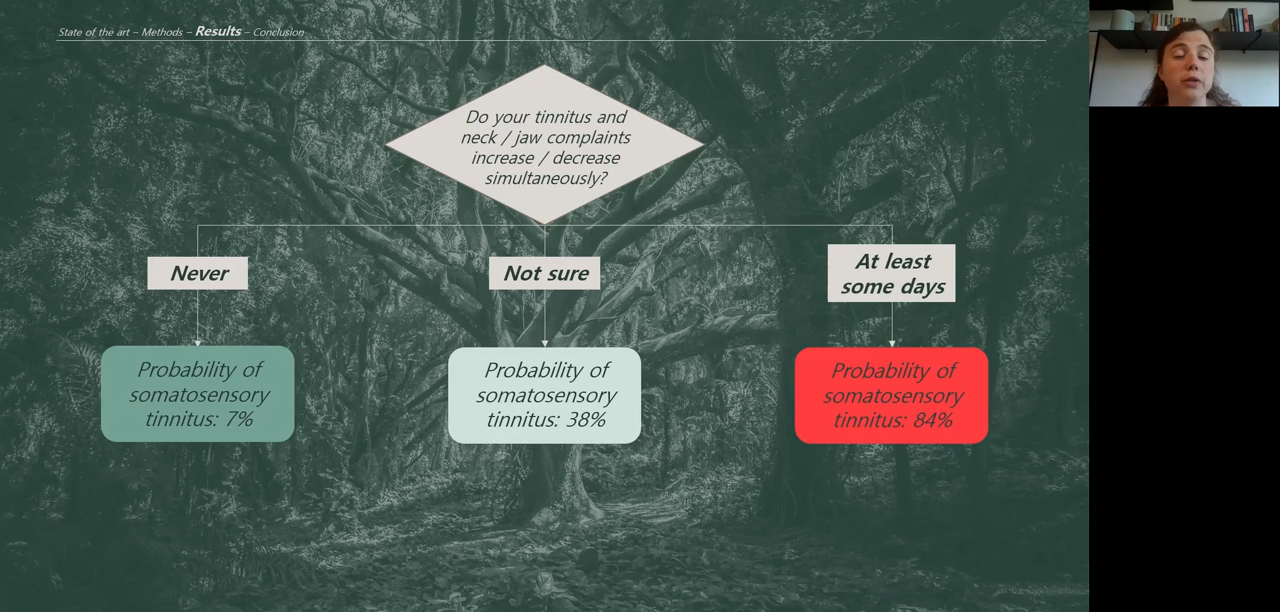 State of the art – Methods – Results – Conclusion
Do your tinnitus and
neck / jaw complaints
increase / decrease
simultaneously?
Never
Not sure
At least
some days
Probability of
somatosensory
tinnitus: 7%
Probability of
somatosensory
tinnitus: 38%
Probability of
somatosensory
tinnitus: 84%